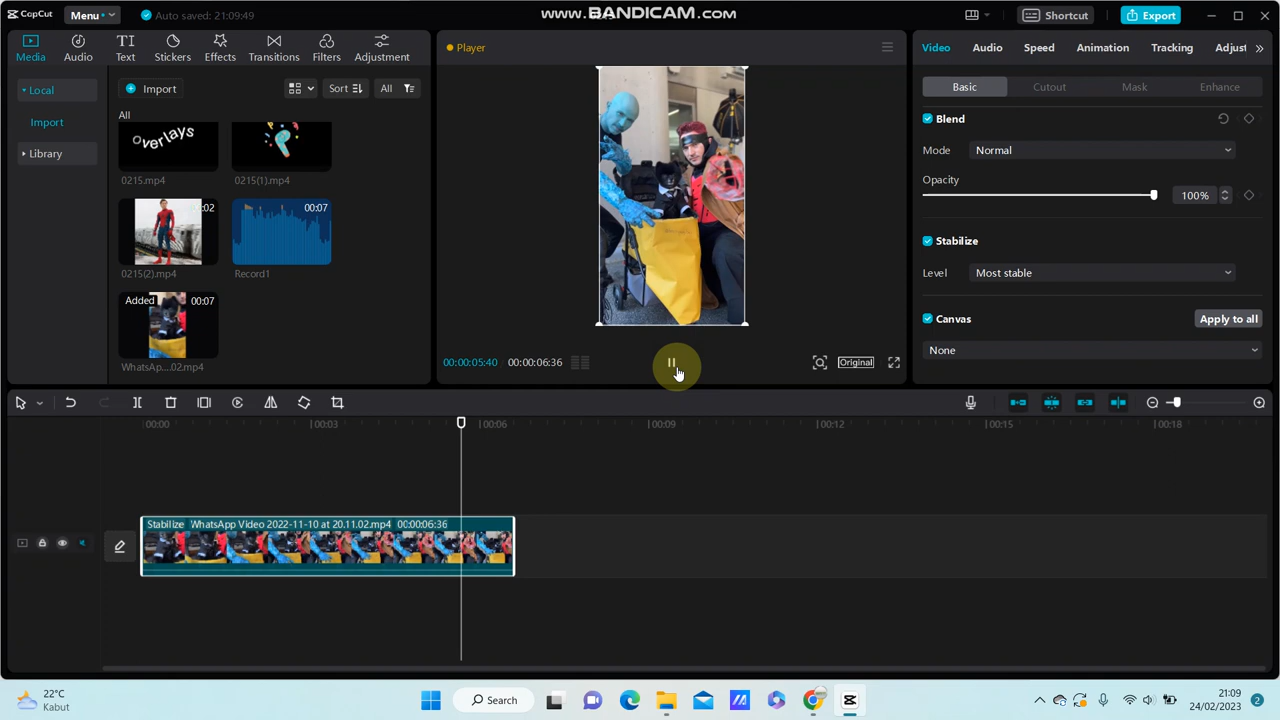 CapCut Menu Auto saved: 21:09:49 www.BANDICAM.com Shortcut Export
Media Audio Text Stickers Effects Transitions Filters Adjustment
Local
Import
Library
Import Sort All
All
overlays
0215.mp4 0215(1).mp4
:02 00:07
0215(2).mp4 Record1
Added 00:07
WhatsAp....02.mp4
Player
00:00:05:40 00:00:06:36 Original
Video Audio Speed Animation Tracking Adjust
Basic Cutout Mask Enhance
Blend
Mode Normal
Opacity
100%
Stabilize
Level Most stable
Canvas Apply to all
None
00:00 00:03 00:06 00:09 00:12 00:15 00:18
Stabilize WhatsApp Video 2022-11-10 at 20.11.02.mp4 00:00:06:36
22°C
Kabut
Search
21:09
24/02/2023
2